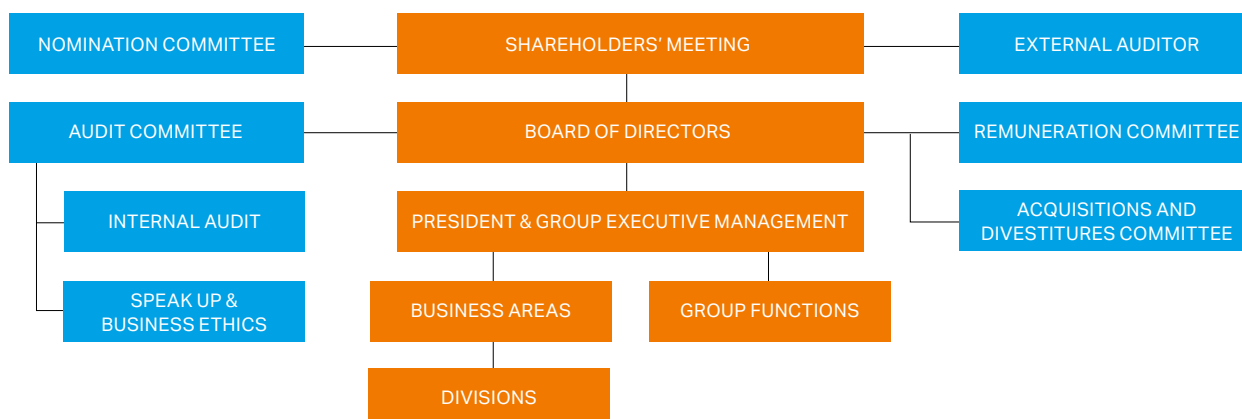 NOMINATION COMMITTEE
SHAREHOLDERS’ MEETING
EXTERNAL AUDITOR
AUDIT COMMITTEE
BOARD OF DIRECTORS
REMUNERATION COMMITTEE
INTERNAL AUDIT
PRESIDENT & GROUP EXECUTIVE MANAGEMENT
ACQUISITIONS AND
DIVESTITURES COMMITTEE
SPEAK UP &
BUSINESS ETHICS
BUSINESS AREAS
GROUP FUNCTIONS
DIVISIONS